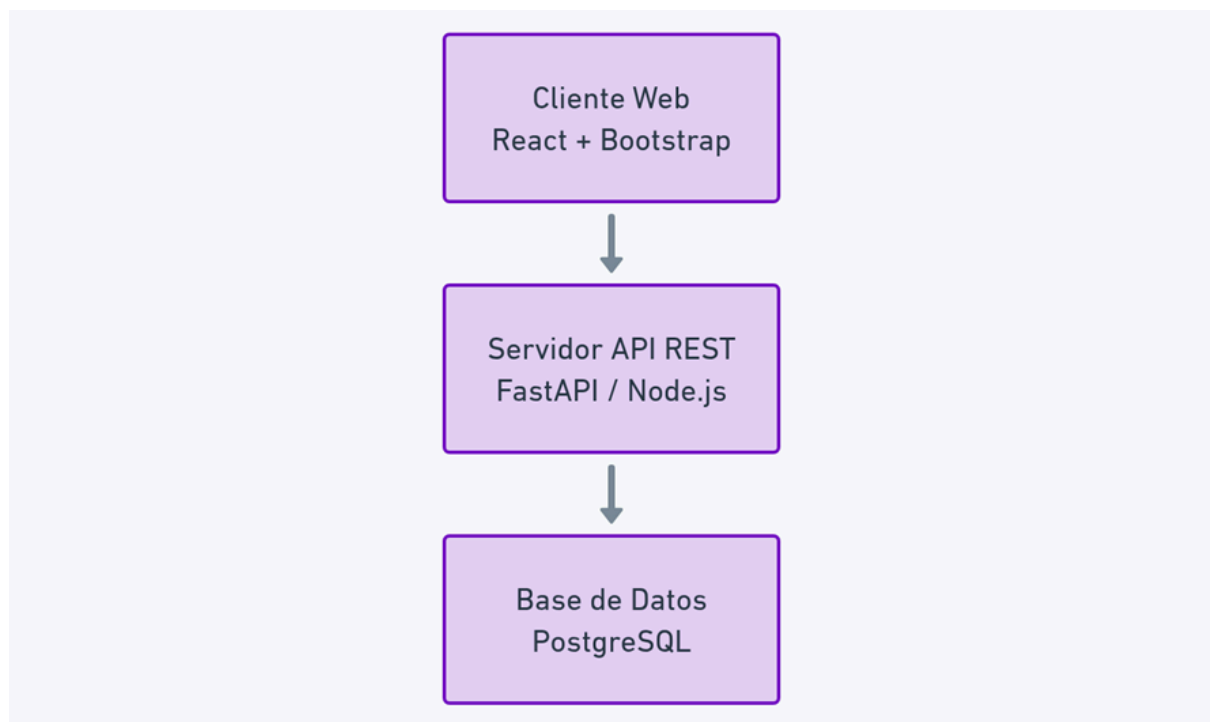 Cliente Web
React + Bootstrap
Servidor API REST
FastAPI / Node.js
Base de Datos
PostgreSQL